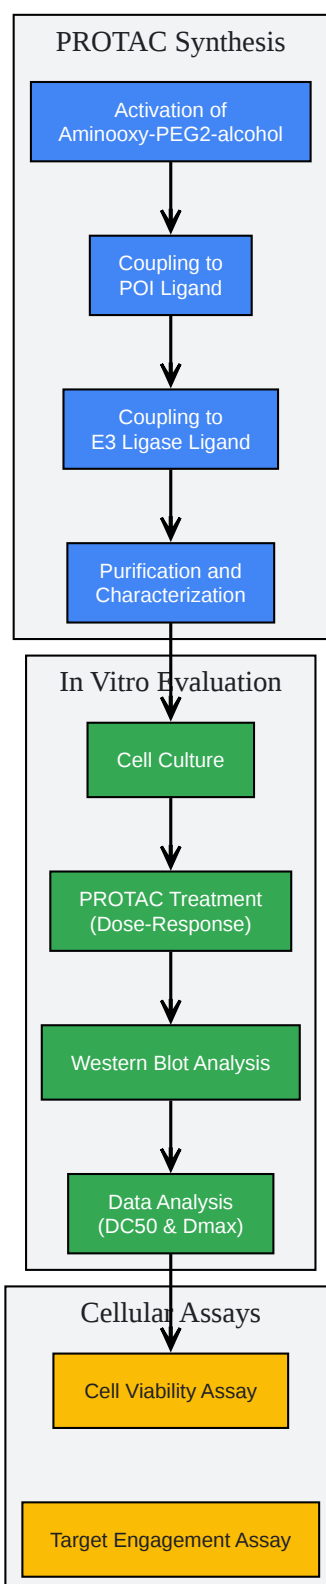 PROTAC Synthesis
Activation of
Aminooxy-PEG2-alcohol
Coupling to
POI Ligand
Coupling to
E3 Ligase Ligand
Purification and
Characterization
In Vitro Evaluation
Cell Culture
PROTAC Treatment
(Dose-Response)
Western Blot Analysis
Data Analysis
(DC50 & Dmax)
Cellular Assays
Cell Viability Assay
Target Engagement Assay